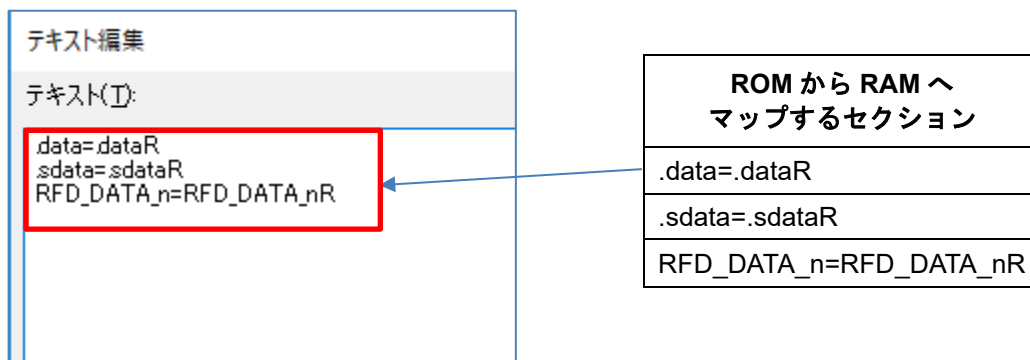 テキスト編集
テキスト(T):
.data=.dataR
.sdata=.sdataR
RFD_DATA_n=RFD_DATA_nR
ROM から RAM へ
マップするセクション
.data=.dataR
.sdata=.sdataR
RFD_DATA_n=RFD_DATA_nR